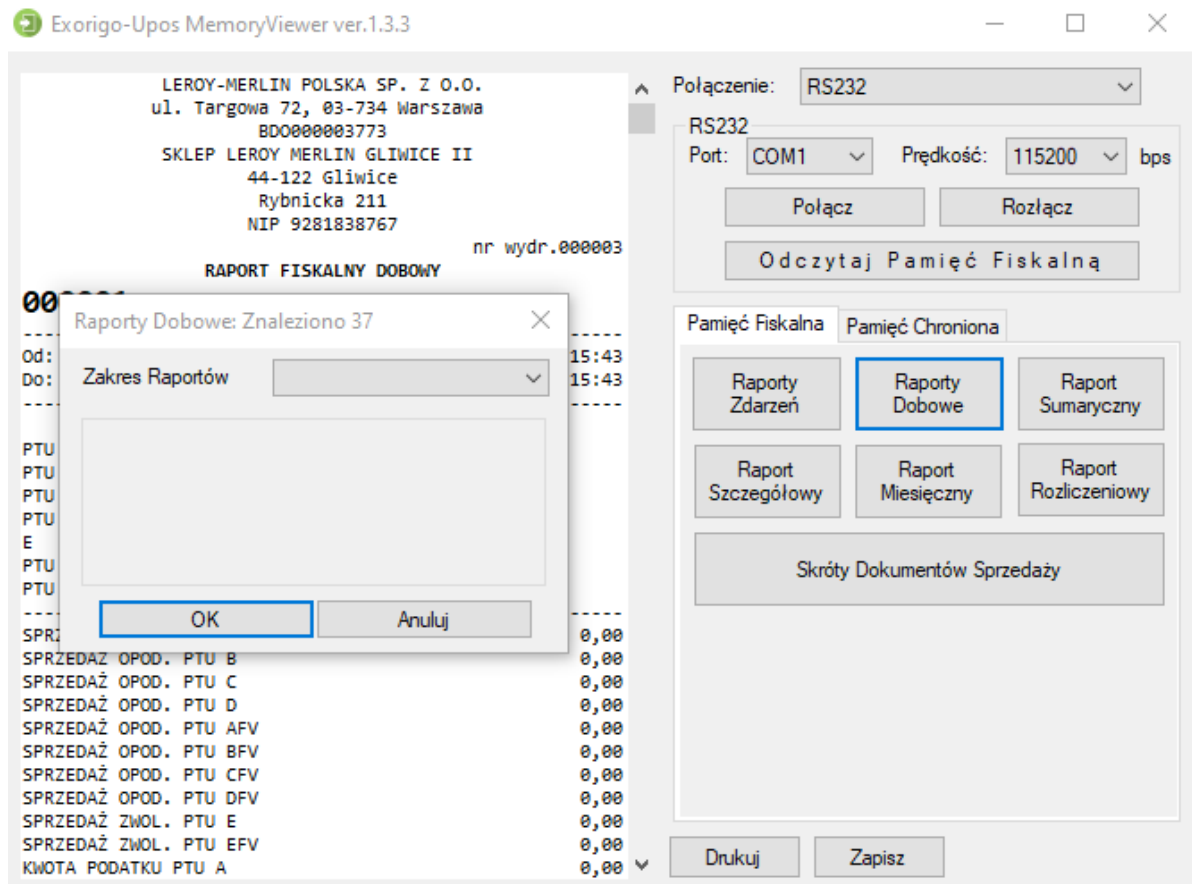 Exorigo-Upos MemoryViewer ver.1.3.3
LEROY-MERLIN POLSKA SP. Z O.O.
ul. Targowa 72, 03-734 Warszawa
BDO000003773
SKLEP LEROY MERLIN GLIWICE II
44-122 Gliwice
Rybnicka 211
NIP 9281838767
nr wydr.000003
RAPORT FISKALNY DOBOWY
Od: 15:43
Do: 15:43
PTU
PTU
PTU
PTU
E
PTU
PTU
0,00
SPRZEDAŻ OPOD. PTU B 0,00
SPRZEDAŻ OPOD. PTU C 0,00
SPRZEDAŻ OPOD. PTU D 0,00
SPRZEDAŻ OPOD. PTU AFV 0,00
SPRZEDAŻ OPOD. PTU BFV 0,00
SPRZEDAŻ OPOD. PTU CFV 0,00
SPRZEDAŻ OPOD. PTU DFV 0,00
SPRZEDAŻ ZWOL. PTU E 0,00
SPRZEDAŻ ZWOL. PTU EFV 0,00
KWOTA PODATKU PTU A 0,00
Raporty Dobowe: Znaleziono 37
Zakres Raportów
OK Anuluj
Połączenie: RS232
RS232
Port: COM1 Prędkość: 115200 bps
Połącz Rozłącz
Odczytaj Pamięć Fiskalną
Pamięć Fiskalna Pamięć Chroniona
Raporty
Zdarzeń
Raporty
Dobowe
Raport
Sumaryczny
Raport
Szczegółowy
Raport
Miesięczny
Raport
Rozliczeniowy
Skróty Dokumentów Sprzedaży
Drukuj Zapisz